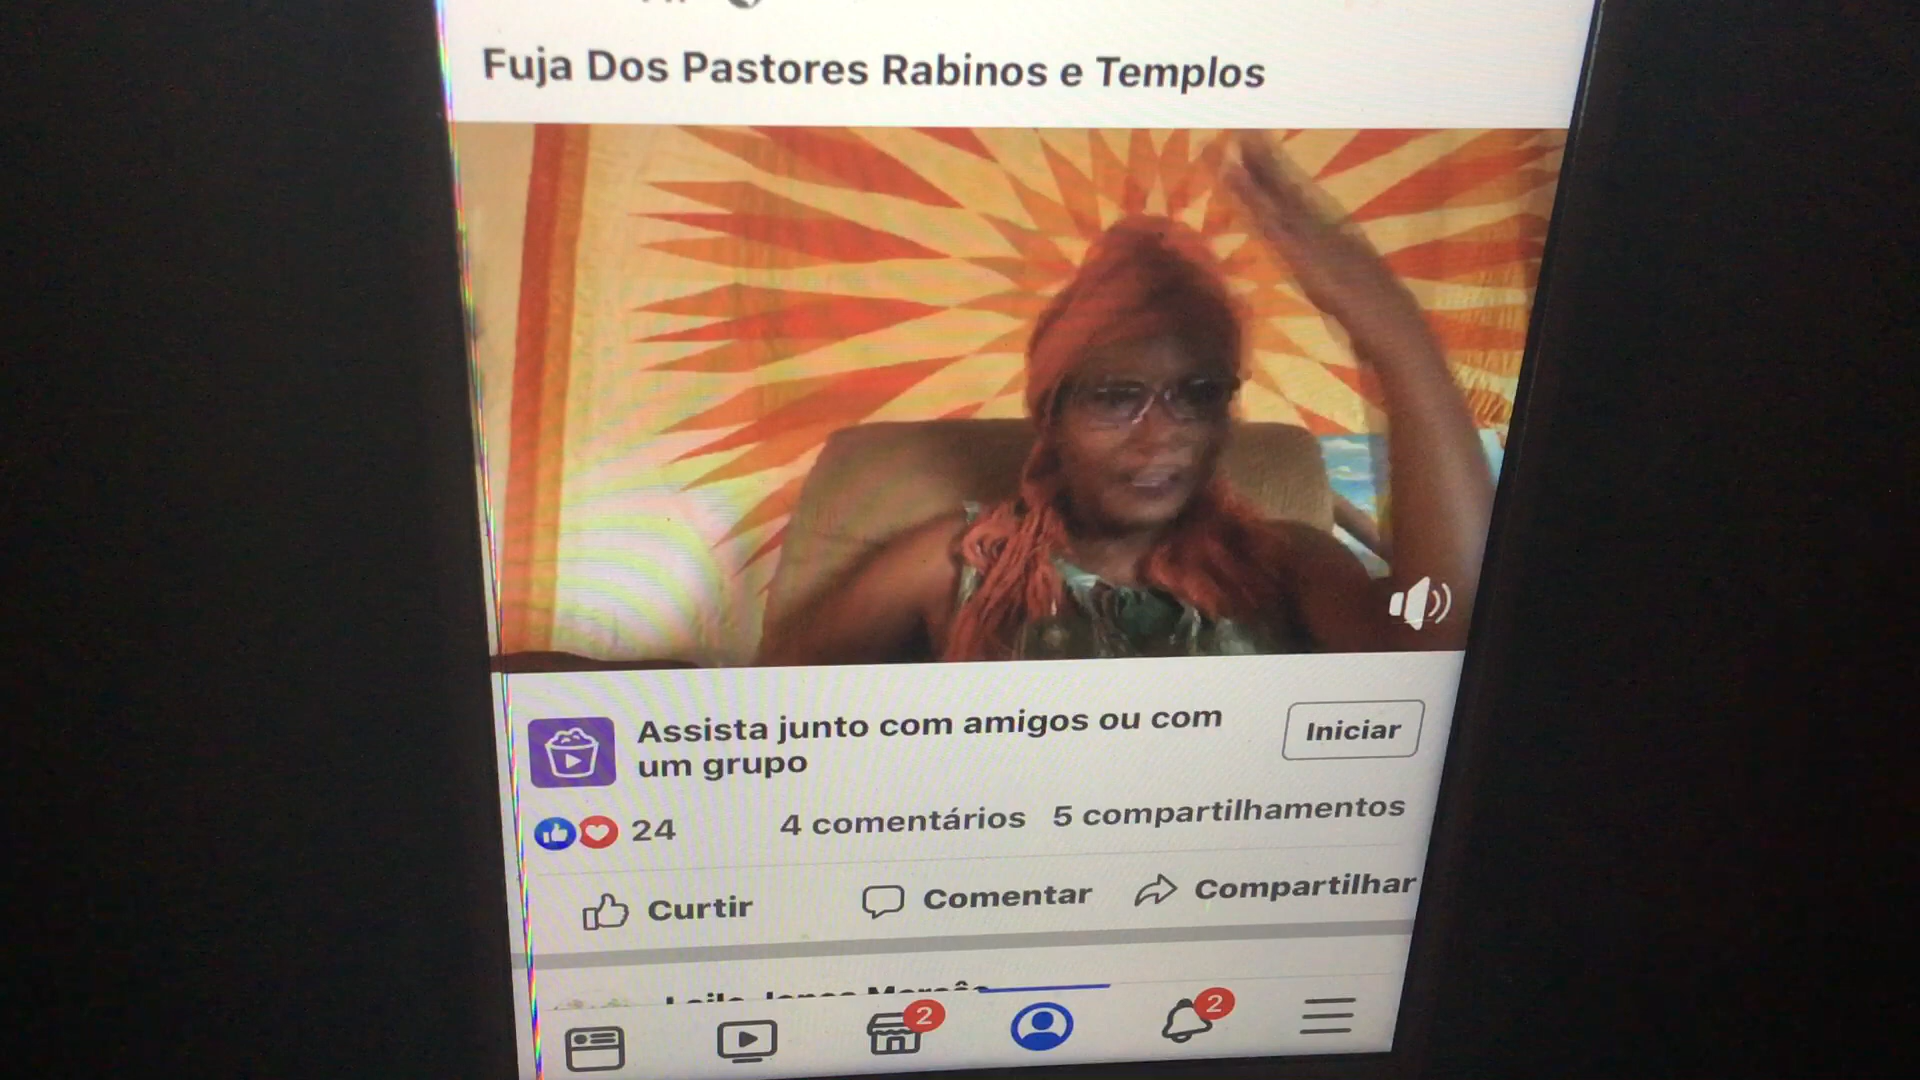 Fuja Dos Pastores Rabinos e Templos
Assista junto com amigos ou com
um grupo
Iniciar
24
4 comentários
5 compartilhamentos
Curtir
Comentar
Compartilhar
2
2